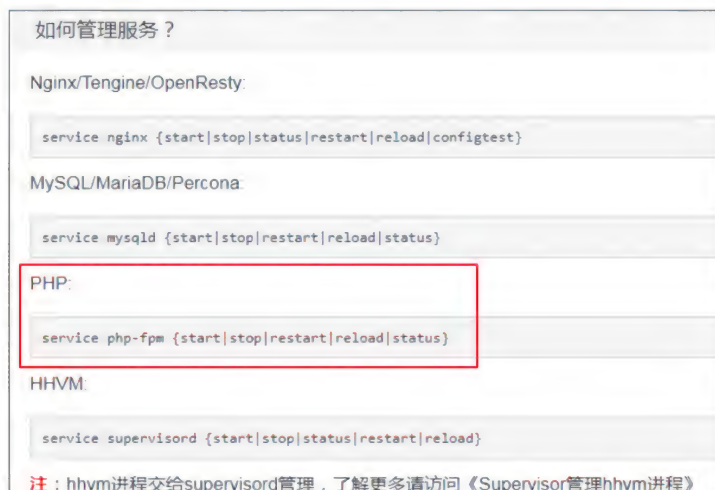 如何管理服务？
Nginx/Tengine/OpenResty:
service nginx {start|stop|status|restart|reload|configtest}
MySQL/MariaDB/Percona:
service mysqld {start|stop|restart|reload|status}
PHP:
service php-fpm {start|stop|restart|reload|status}
HHVM:
service supervisord {start|stop|status|restart|reload}
注：hhvm进程交给supervisord管理，了解更多请访问《Supervisor管理hhvm进程》